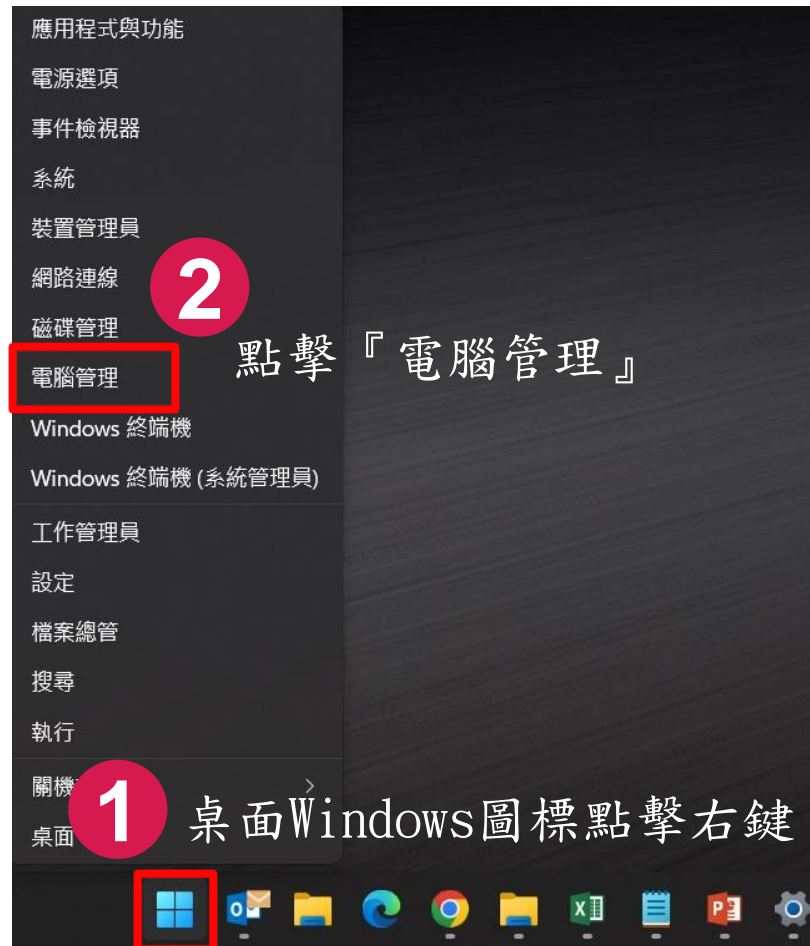 應用程式與功能
電源選項
事件檢視器
系統
裝置管理員
網路連線
2
磁碟管理
點擊『電腦管理』
電腦管理
Windows 終端機
Windows 終端機 (系統管理員)
工作管理員
設定
檔案總管
搜尋
執行
關機
1
桌面Windows圖標點擊右鍵
桌面